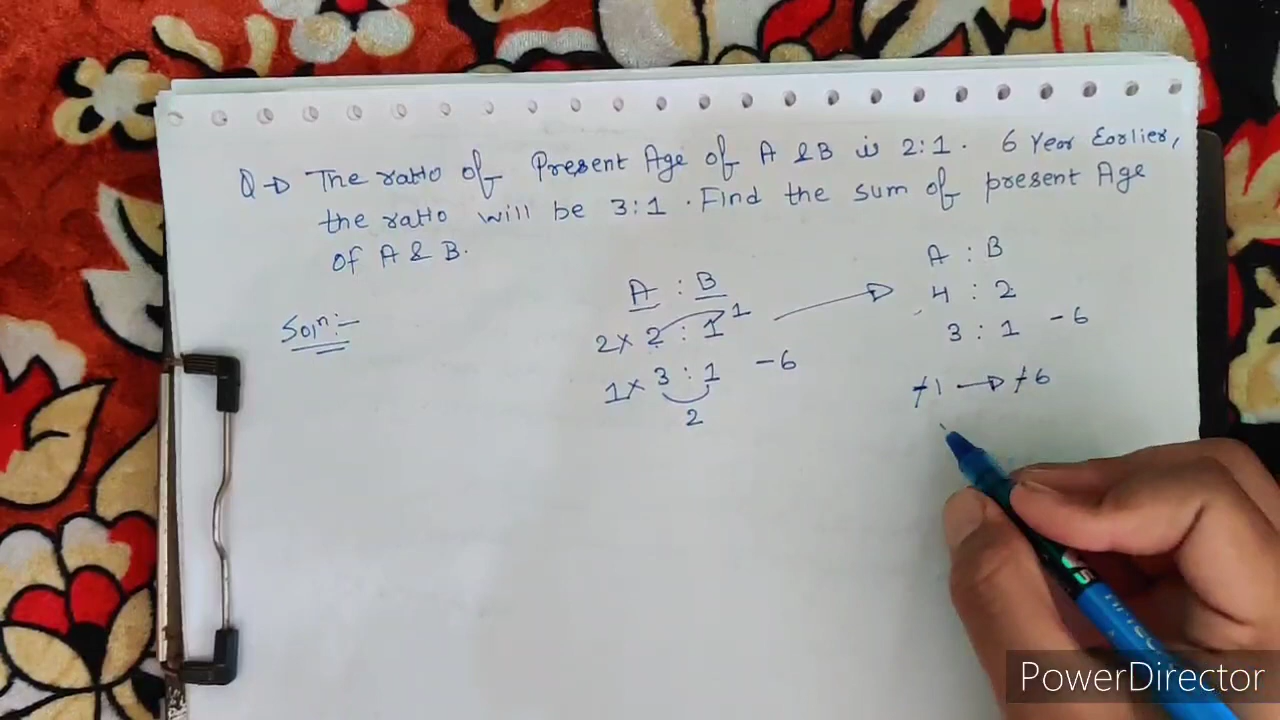 Q → The ratio of Present Age of A & B is 2:1. 6 Year Earlier,
the ratio will be 3:1. Find the sum of present Age
of A & B.
Soln:-
A : B
2× 2 : 1 1
1× 3 : 1 -6
2
A : B
4 : 2
3 : 1 -6
≠1 → ≠6
V5
PowerDirector